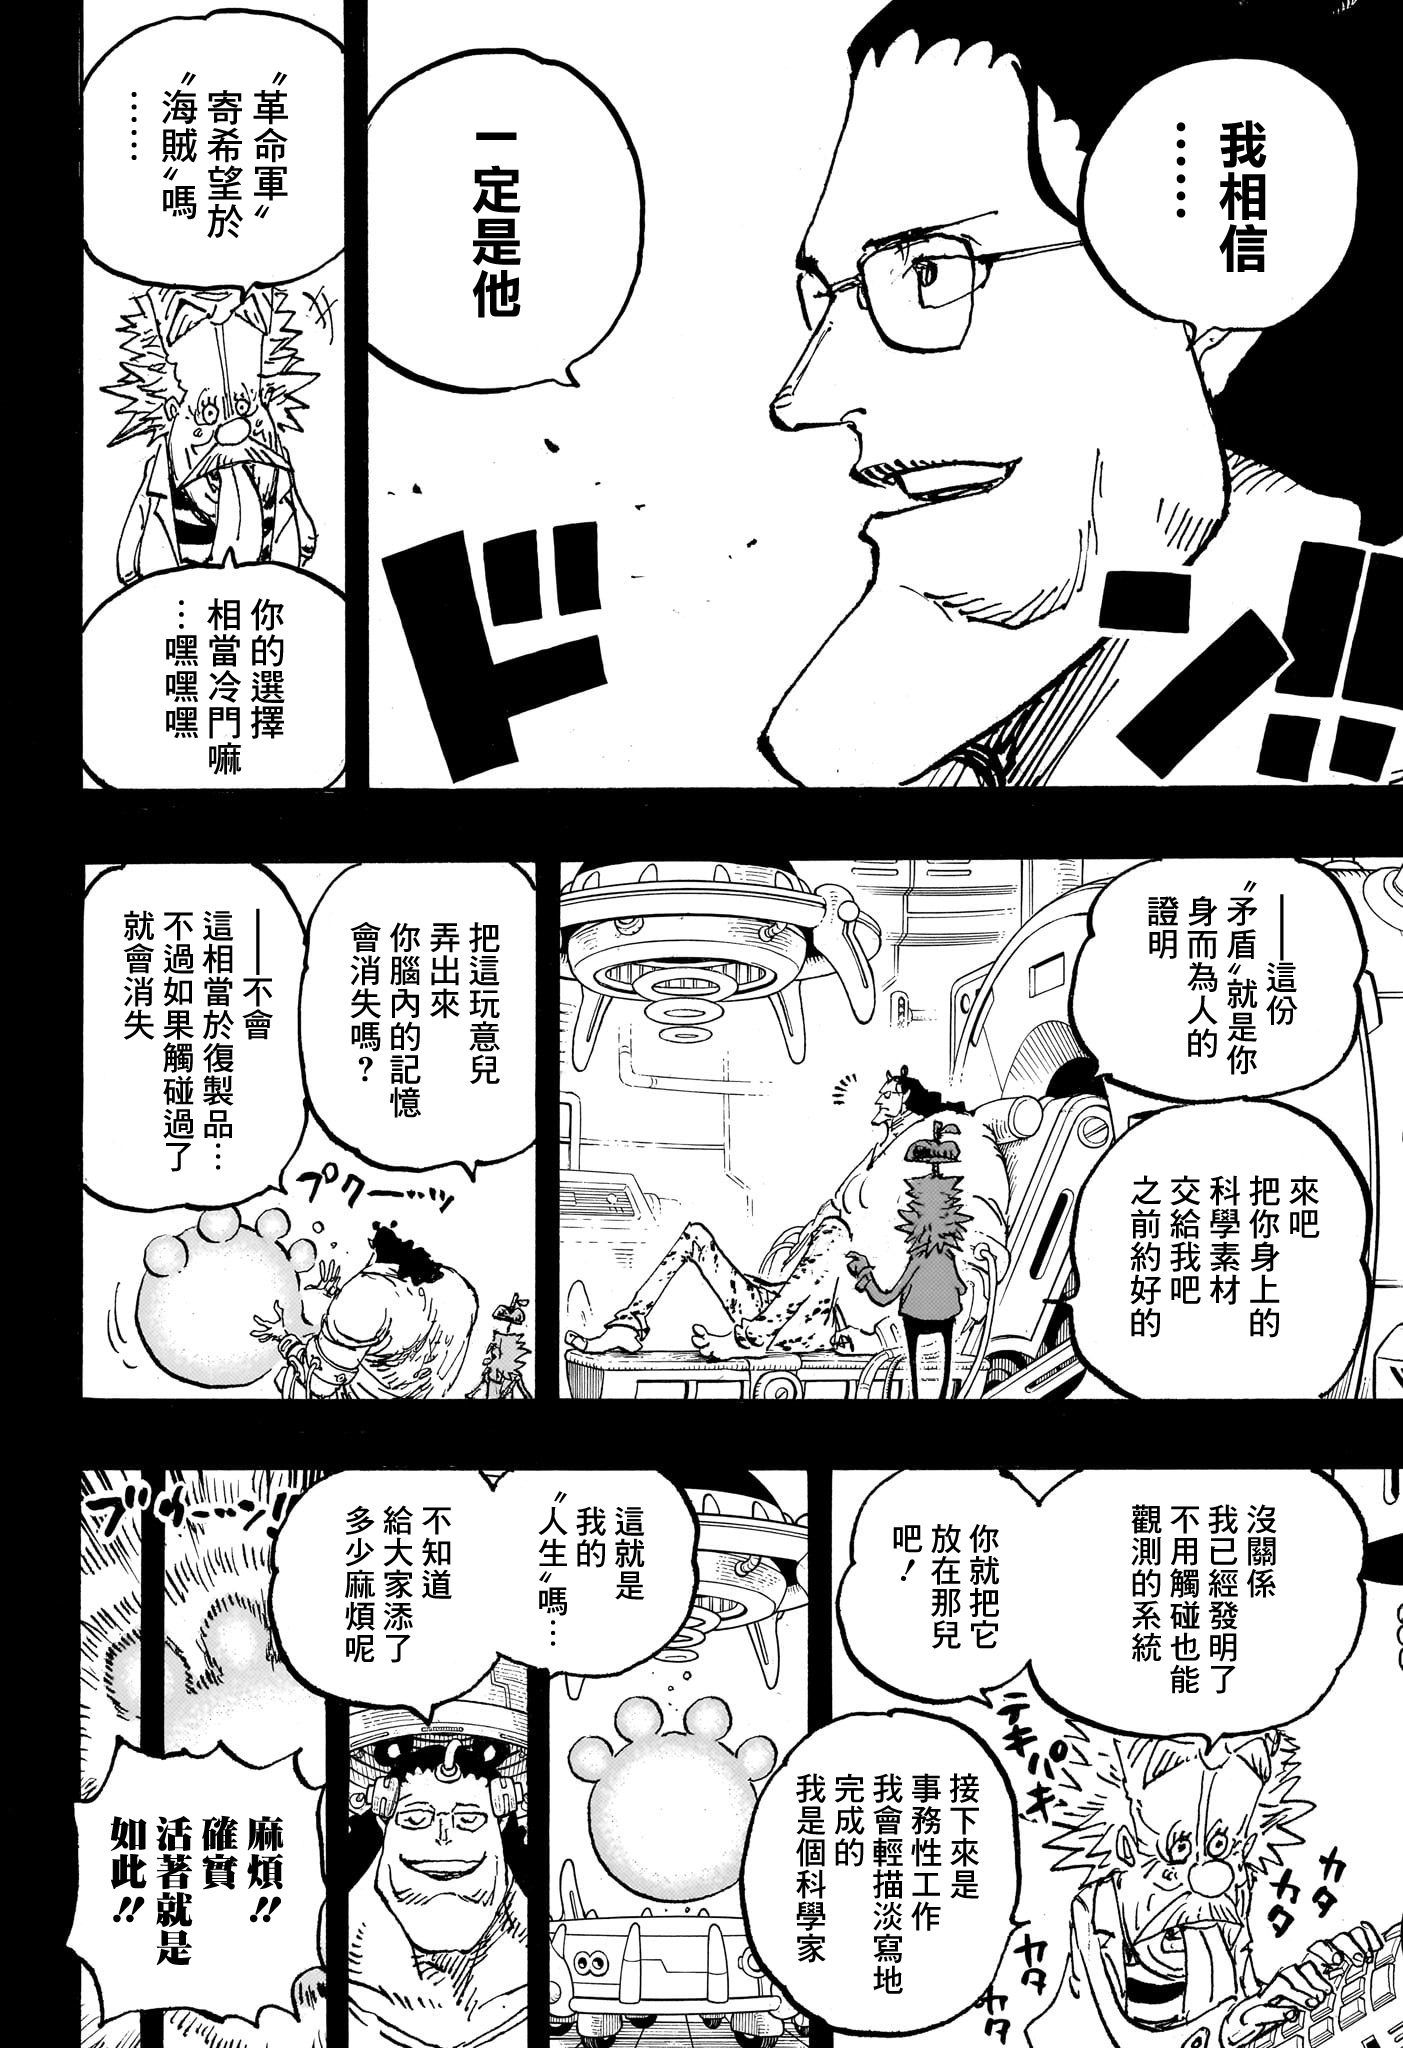 我相信
……
一定是他
ドン!!
〝革命軍〞
寄希望於
〝海賊〞嗎
……
你的選擇
相當冷門嘛
…嘿嘿嘿
——這份
〝矛盾〞就是你
身而為人的
證明
來吧
把你身上的
科學素材
交給我吧
之前約好的
把這玩意兒
弄出來
你腦內的記憶
會消失嗎?
——不會
這相當於復製品…
不過如果觸碰過了
就會消失
プクー…ッ
沒關係
我已經發明了
不用觸碰也能
觀測的系統
你就把它
放在那兒
吧!
テキパキ
カタ
カタ
カタ
カタ
接下來是
事務性工作
我會輕描淡寫地
完成的
我是個科學家
這就是
我的
〝人生〞嗎…
不知道
給大家添了
多少麻煩呢
ブゥーーン!!
麻煩!!
確實
活著就是
如此!!